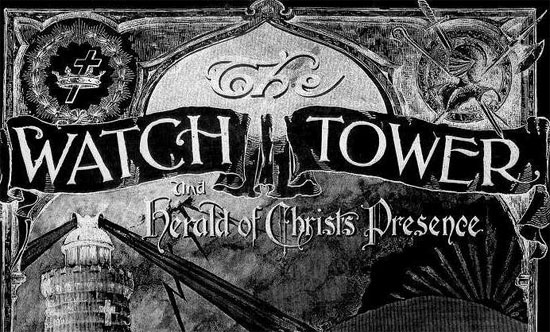 The
WATCH TOWER
and
Herald of Christs Presence